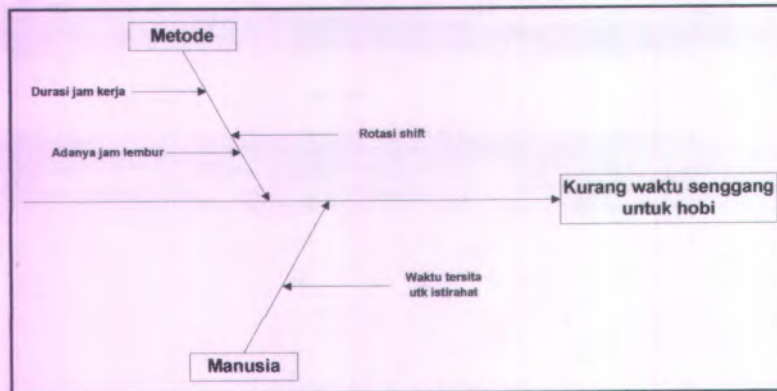 Metode
Durasi jam kerja
Rotasi shift
Adanya jam lembur
Kurang waktu senggang
untuk hobi
Waktu tersita
utk istirahat
Manusia